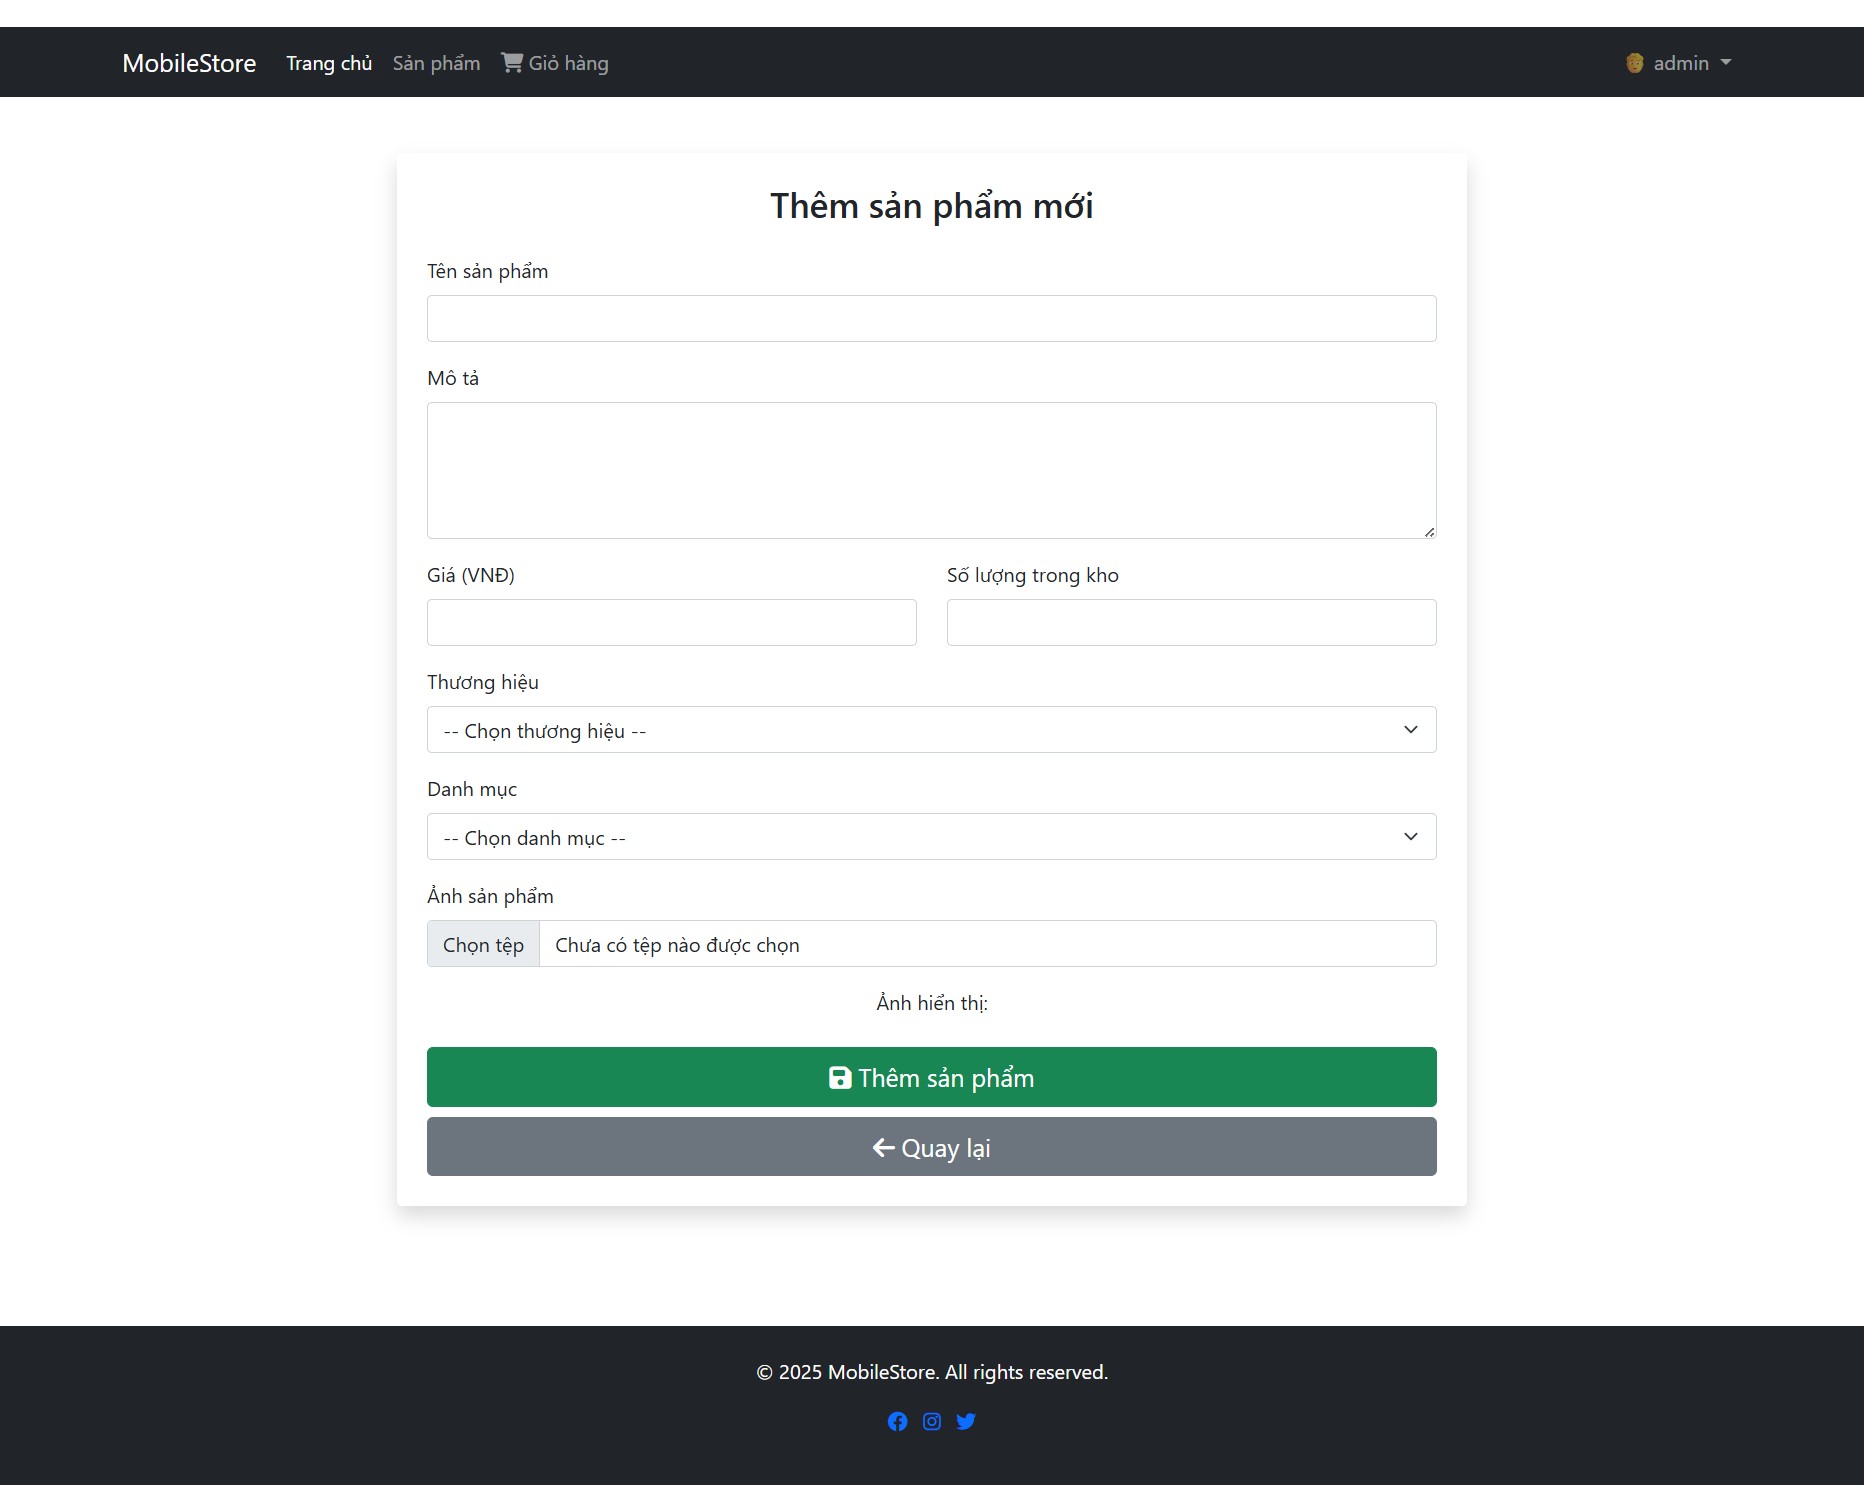 MobileStore Trang chủ Sản phẩm Giỏ hàng admin
Thêm sản phẩm mới
Tên sản phẩm
Mô tả
Giá (VNĐ) Số lượng trong kho
Thương hiệu
-- Chọn thương hiệu --
Danh mục
-- Chọn danh mục --
Ảnh sản phẩm
Chọn tệp Chưa có tệp nào được chọn
Ảnh hiển thị:
Thêm sản phẩm
Quay lại
© 2025 MobileStore. All rights reserved.